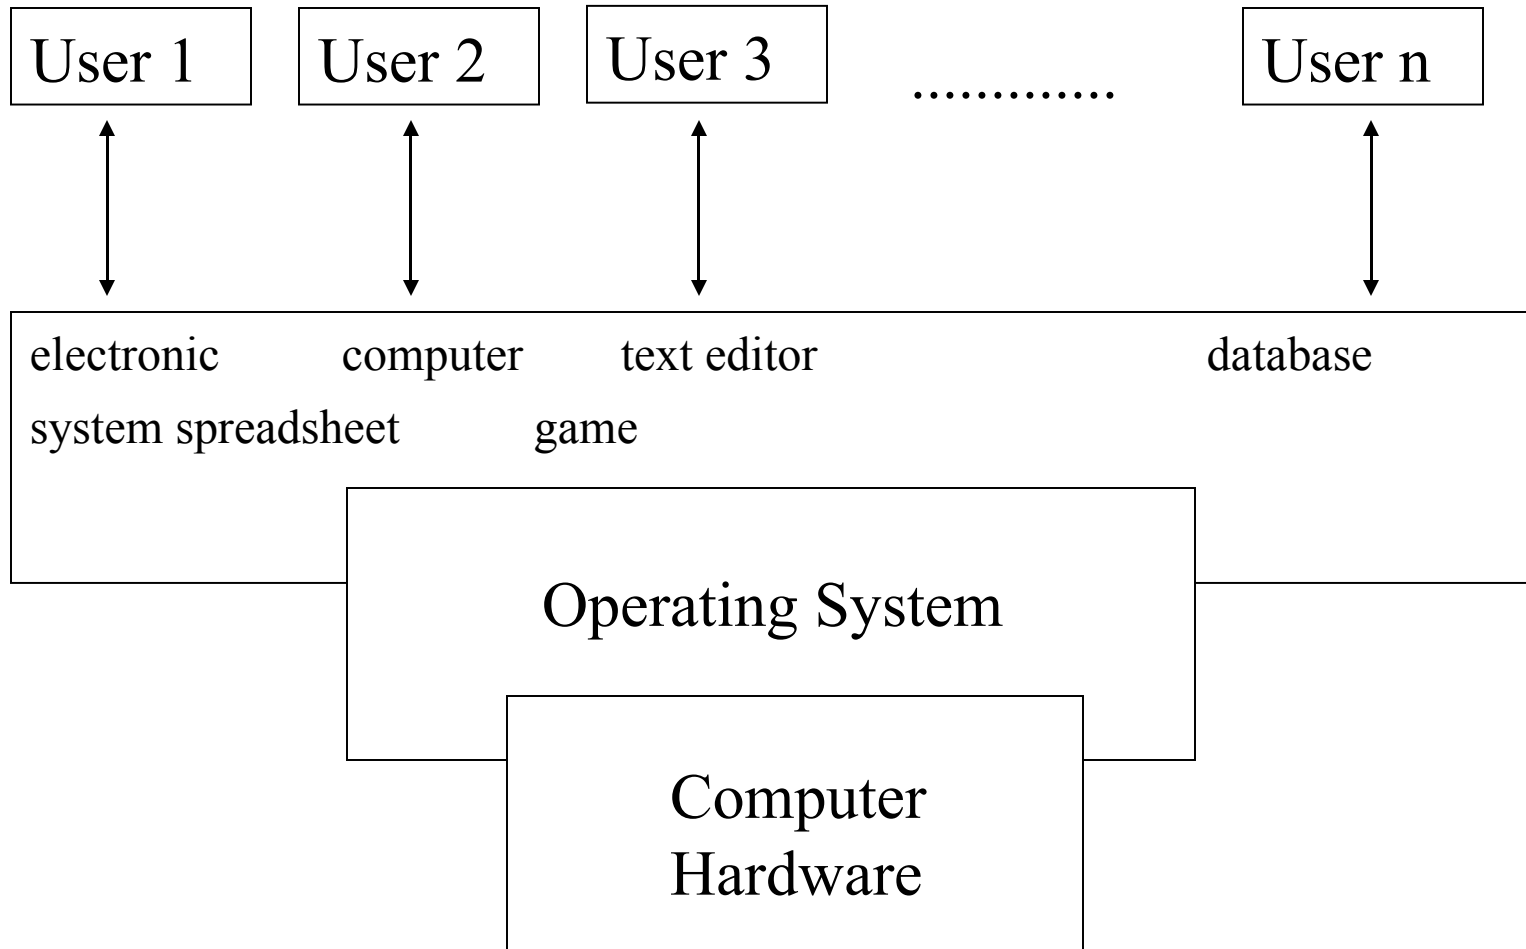 User 1 User 2 User 3 ............. User n
electronic computer text editor database
system spreadsheet game
Operating System
Computer
Hardware